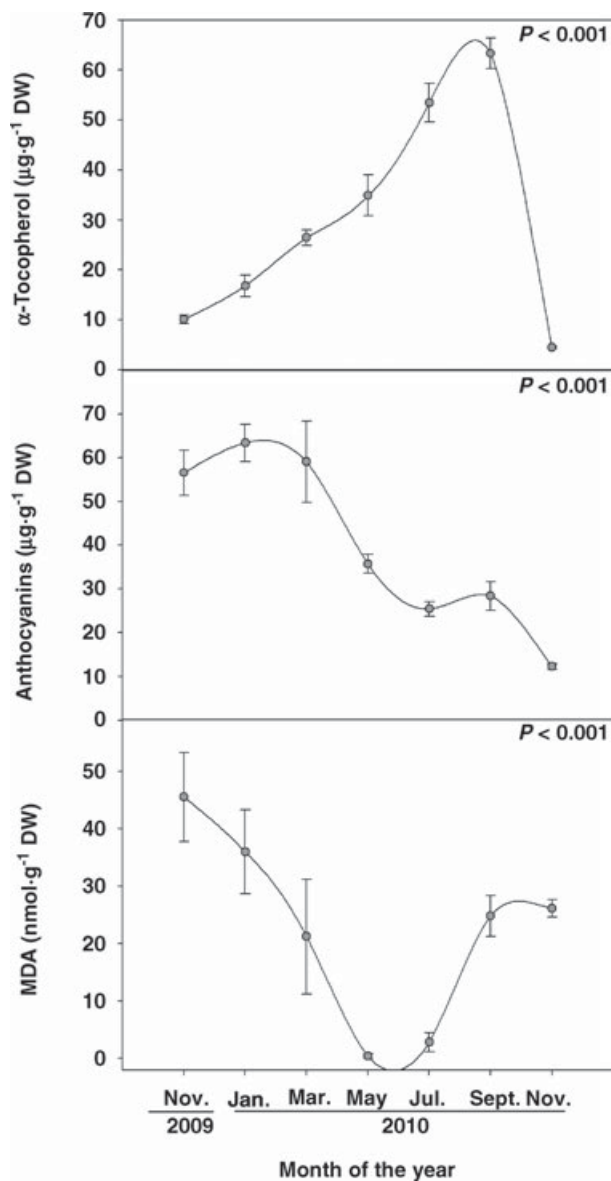 α-Tocopherol (µg·g⁻¹ DW)
70
60
50
40
30
20
10
0
P < 0.001
Anthocyanins (µg·g⁻¹ DW)
70
60
50
40
30
20
10
0
P < 0.001
MDA (nmol·g⁻¹ DW)
50
40
30
20
10
0
P < 0.001
Nov. Jan. Mar. May Jul. Sept. Nov.
2009 2010
Month of the year